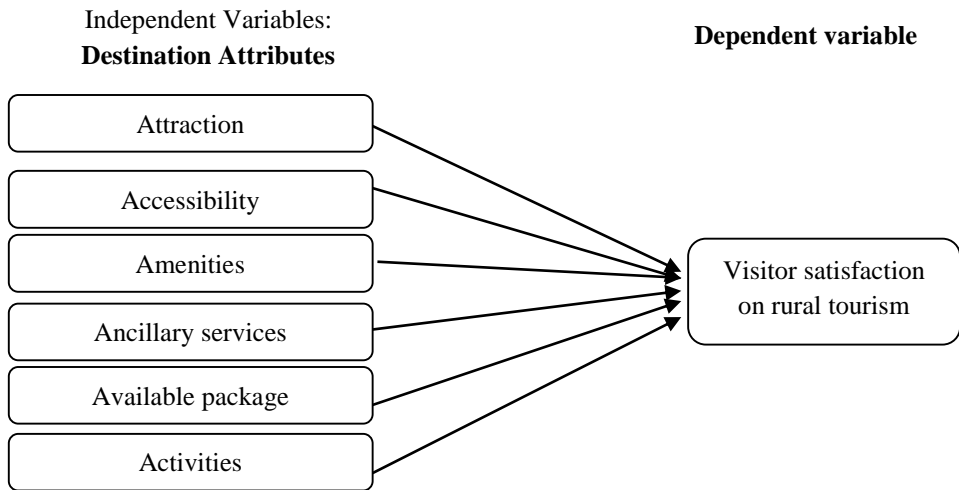 Independent Variables:
Destination Attributes
Dependent variable
Attraction
Accessibility
Amenities
Ancillary services
Available package
Activities
Visitor satisfaction
on rural tourism